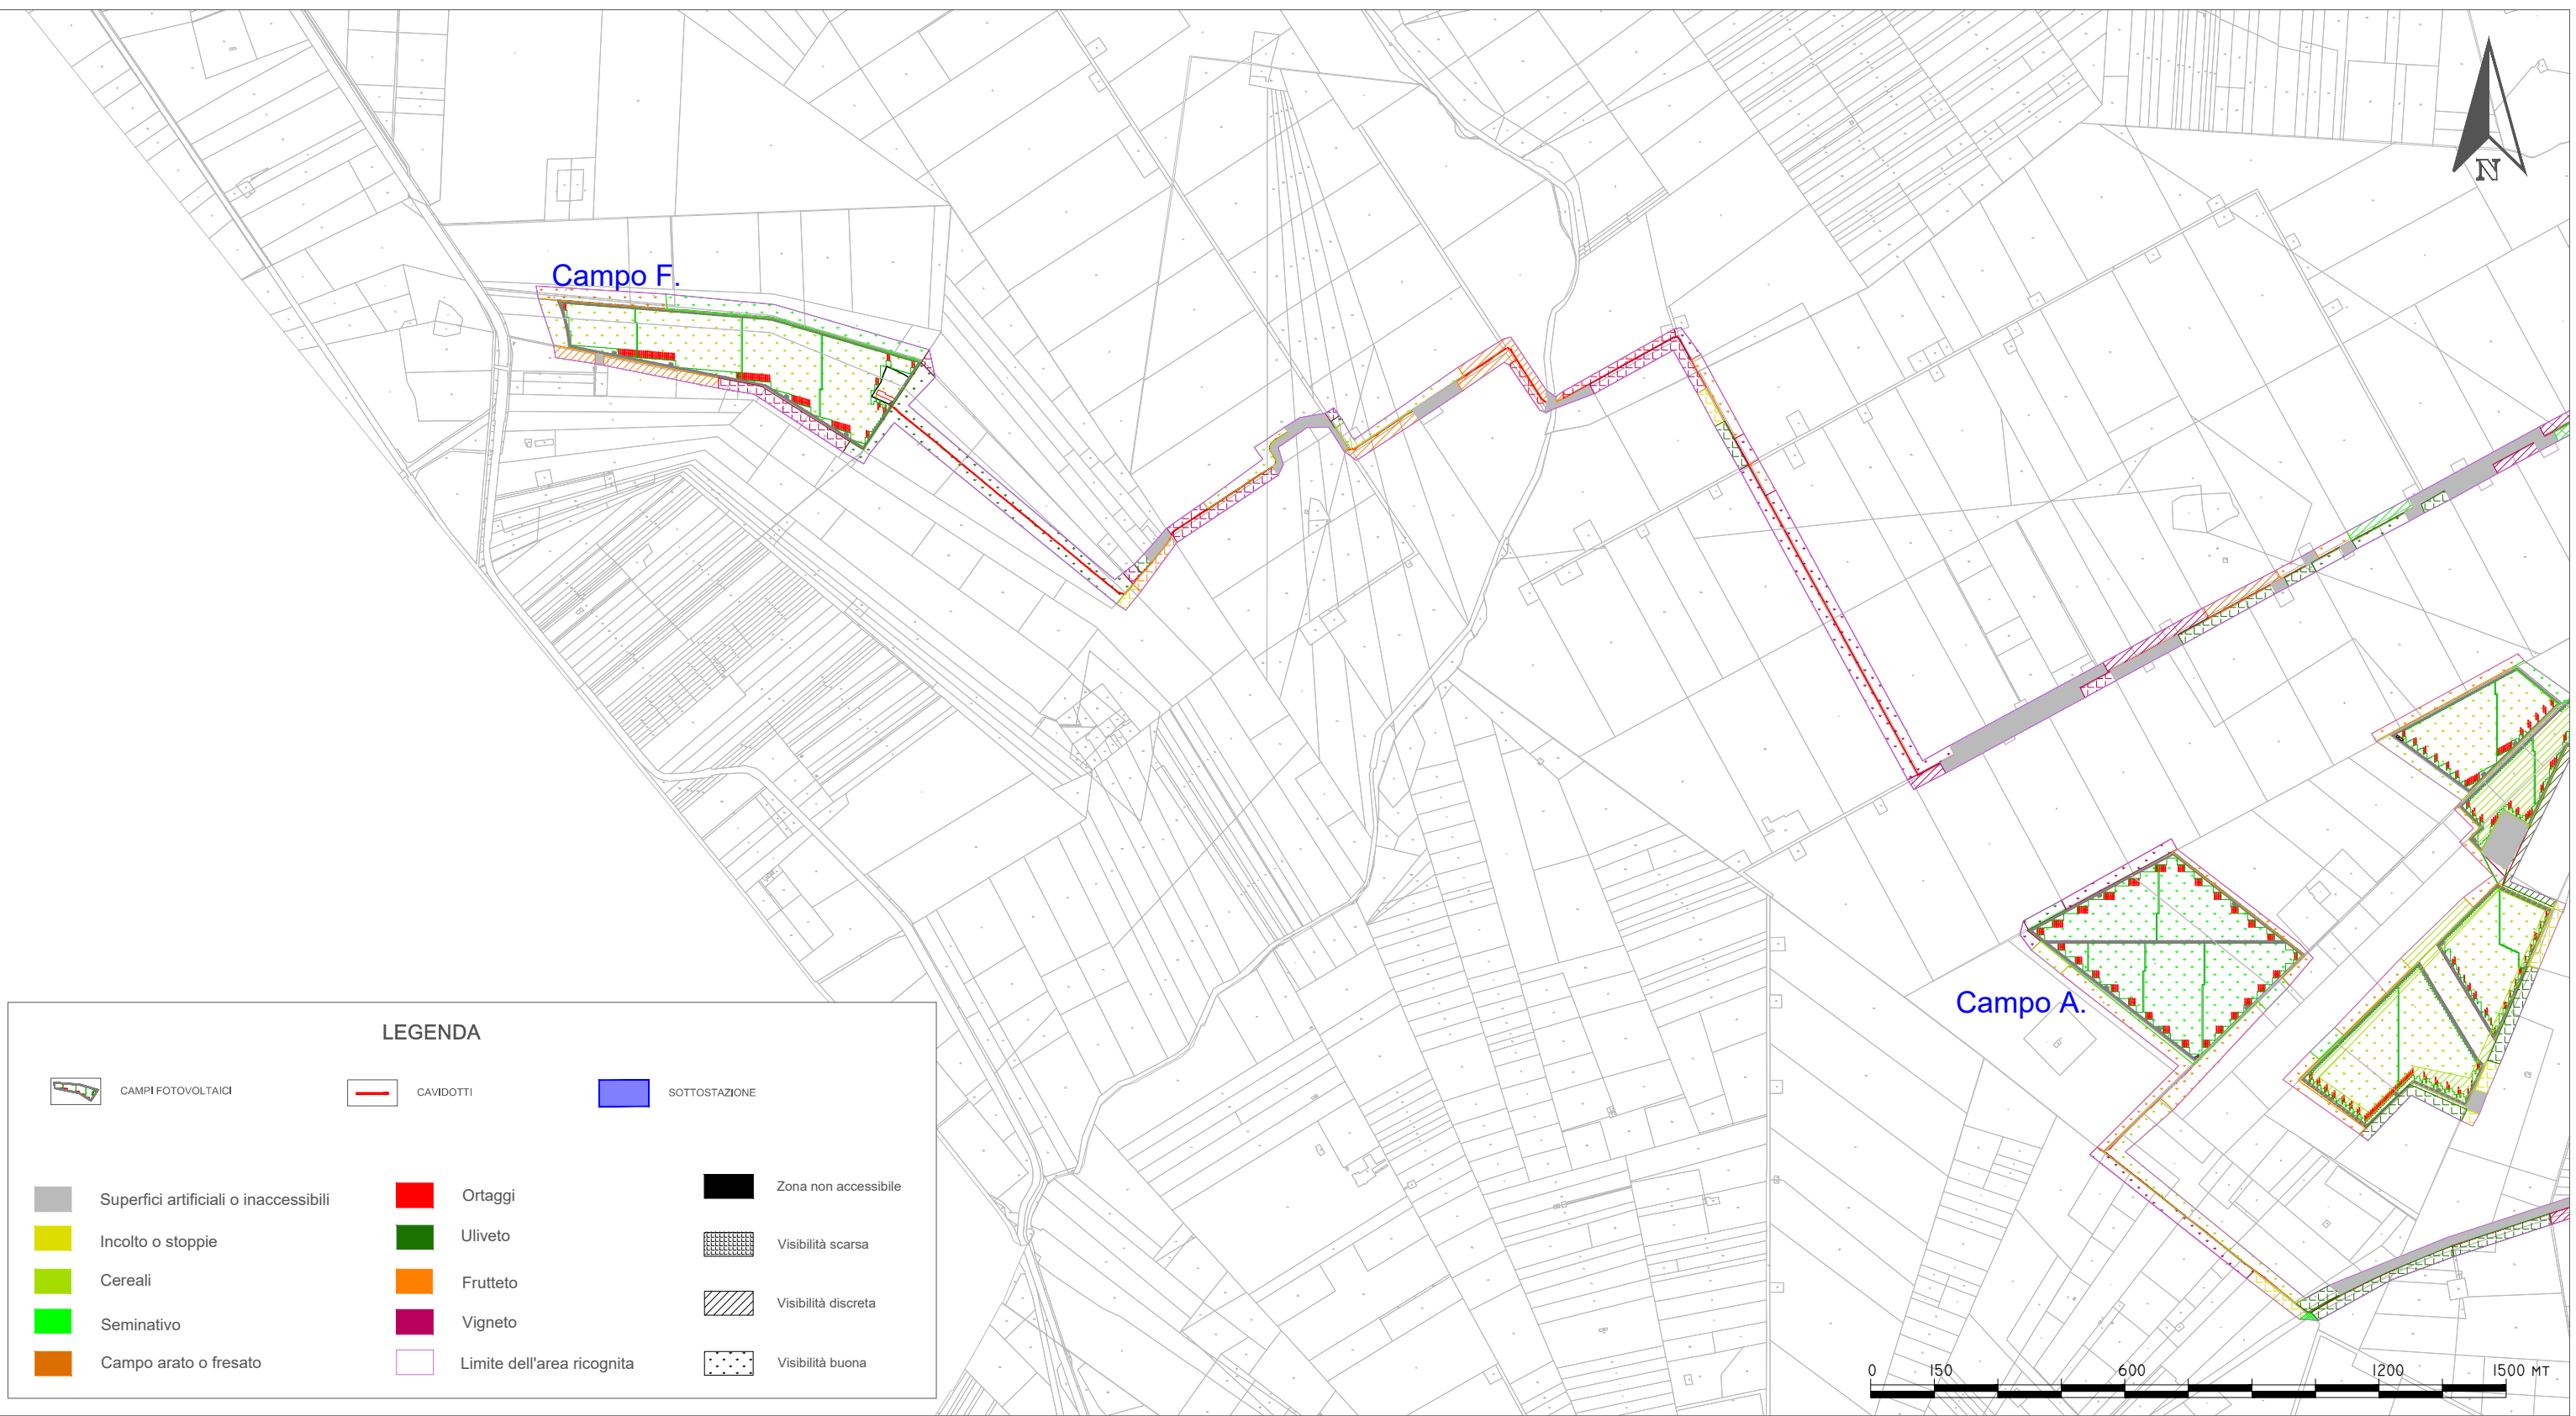 N
Campo F.
Campo A.
LEGENDA
CAMPI FOTOVOLTAICI
CAVIDOTTI
SOTTOSTAZIONE
Superfici artificiali o inaccessibili
Incolto o stoppie
Cereali
Seminativo
Campo arato o fresato
Ortaggi
Uliveto
Frutteto
Vigneto
Limite dell'area ricognita
Zona non accessibile
Visibilità scarsa
Visibilità discreta
Visibilità buona
0 150 600 1200 1500 MT